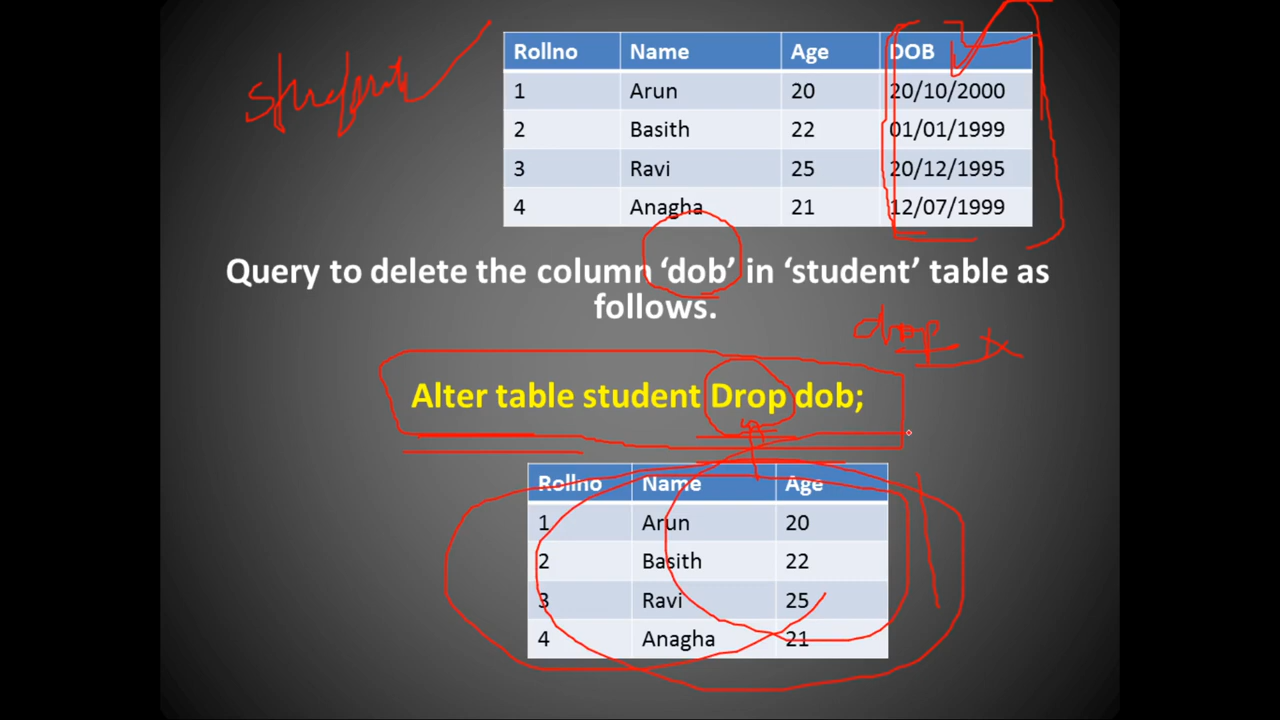 student
Rollno Name Age DOB
1 Arun 20 20/10/2000
2 Basith 22 01/01/1999
3 Ravi 25 20/12/1995
4 Anagha 21 12/07/1999
Query to delete the column ‘dob’ in ‘student’ table as
follows.
drop
Alter table student Drop dob;
Rollno Name Age
1 Arun 20
2 Basith 22
3 Ravi 25
4 Anagha 21